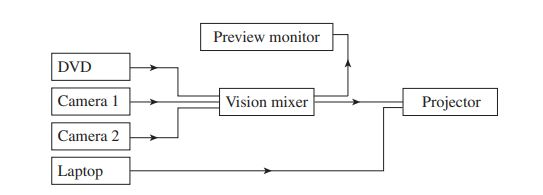 Preview monitor
DVD
Camera 1
Vision mixer
Projector
Camera 2
Laptop